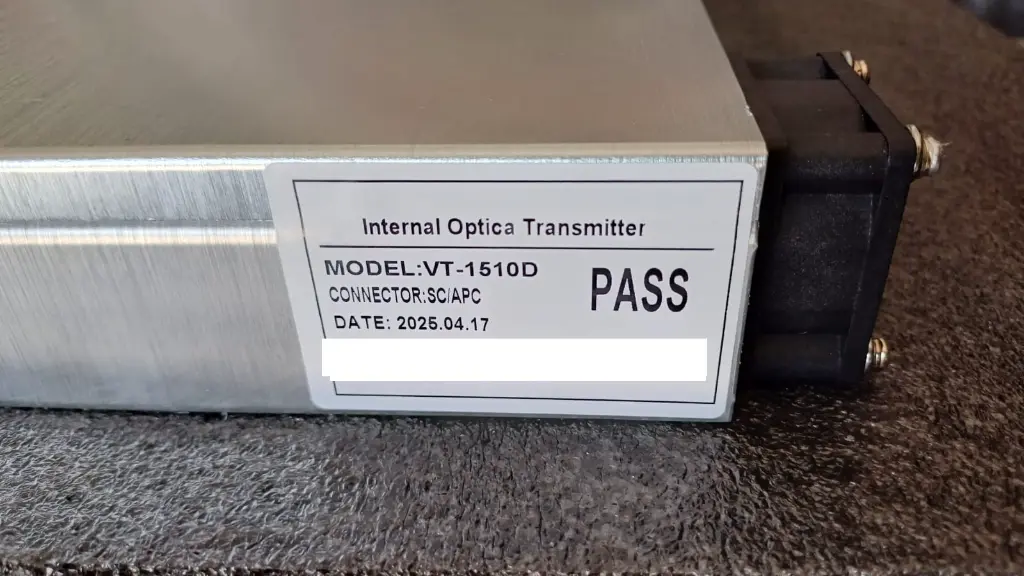 Internal Optica Transmitter
MODEL:VT-1510D
CONNECTOR:SC/APC
PASS
DATE: 2025.04.17